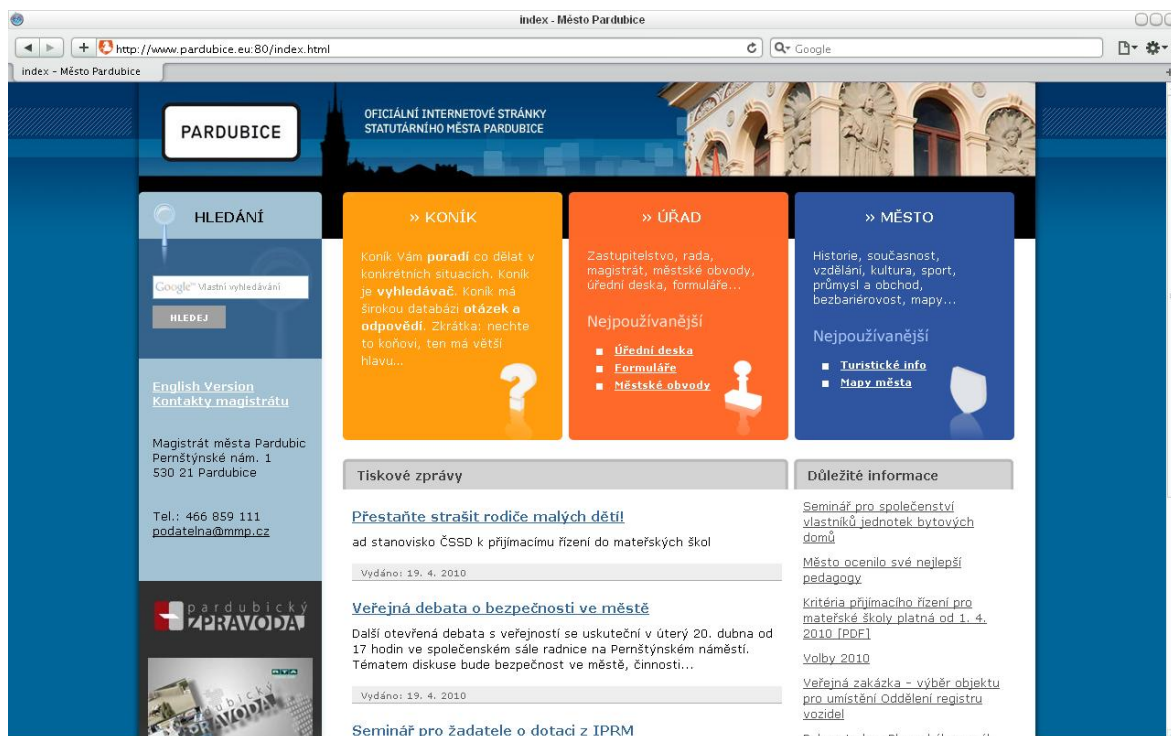 index - Město Pardubice
http://www.pardubice.eu:80/index.html
Google
index - Město Pardubice
PARDUBICE
OFICIÁLNÍ INTERNETOVÉ STRÁNKY
STATUTÁRNÍHO MĚSTA PARDUBICE
HLEDÁNÍ
Google™ Vlastní vyhledávání
HLEDEJ
English Version
Kontakty magistrátu
Magistrát města Pardubic
Pernštýnské nám. 1
530 21 Pardubice
Tel.: 466 859 111
podatelna@mmp.cz
pardubický
ZPRAVODAJ
» KONÍK
Koník Vám poradí co dělat v
konkrétních situacích. Koník
je vyhledávač. Koník má
širokou databázi otázek a
odpovědí. Zkrátka: nechte
to koňovi, ten má větší
hlavu...
» ÚŘAD
Zastupitelstvo, rada,
magistrát, městské obvody,
úřední deska, formuláře...
Nejpoužívanější
Úřední deska
Formuláře
Městské obvody
» MĚSTO
Historie, současnost,
vzdělání, kultura, sport,
průmysl a obchod,
bezbariérovost, mapy...
Nejpoužívanější
Turistické info
Mapy města
Tiskové zprávy
Přestaňte strašit rodiče malých dětí!
ad stanovisko ČSSD k přijímacímu řízení do mateřských škol
Vydáno: 19. 4. 2010
Veřejná debata o bezpečnosti ve městě
Další otevřená debata s veřejností se uskuteční v úterý 20. dubna od
17 hodin ve společenském sále radnice na Pernštýnském náměstí.
Tématem diskuse bude bezpečnost ve městě, činnosti...
Vydáno: 19. 4. 2010
Seminář pro žadatele o dotaci z IPRM
Důležité informace
Seminář pro společenství
vlastníků jednotek bytových
domů
Město ocenilo své nejlepší
pedagogy
Kritéria přijímacího řízení pro
mateřské školy platná od 1. 4.
2010 [PDF]
Volby 2010
Veřejná zakázka - výběr objektu
pro umístění Oddělení registru
vozidel